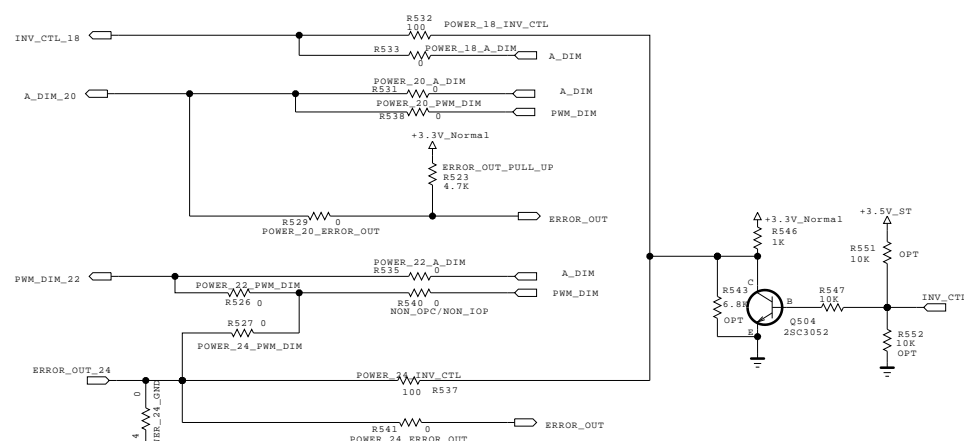 R532
100
POWER_18_INV_CTL
INV_CTL_18
R533
POWER_18_A_DIM
0
A_DIM
POWER_20_A_DIM
R531 0
A_DIM_20
A_DIM
POWER_20_PWM_DIM
R538 0
PWM_DIM
+3.3V_Normal
ERROR_OUT_PULL_UP
R523
4.7K
R529 0
POWER_20_ERROR_OUT
ERROR_OUT
+3.3V_Normal
R546
1K
+3.5V_ST
R551
10K
OPT
POWER_22_A_DIM
R535 0
PWM_DIM_22
A_DIM
POWER_22_PWM_DIM
R526 0
R540 0
NON_OPC/NON_IOP
PWM_DIM
R543
6.8K
OPT
C
B
E
Q504
2SC3052
R547
10K
INV_CTL
R552
10K
OPT
R527 0
POWER_24_PWM_DIM
ERROR_OUT_24
POWER_24_INV_CTL
100 R537
0
4
ER_24_GND
R541 0
POWER_24_ERROR_OUT
ERROR_OUT